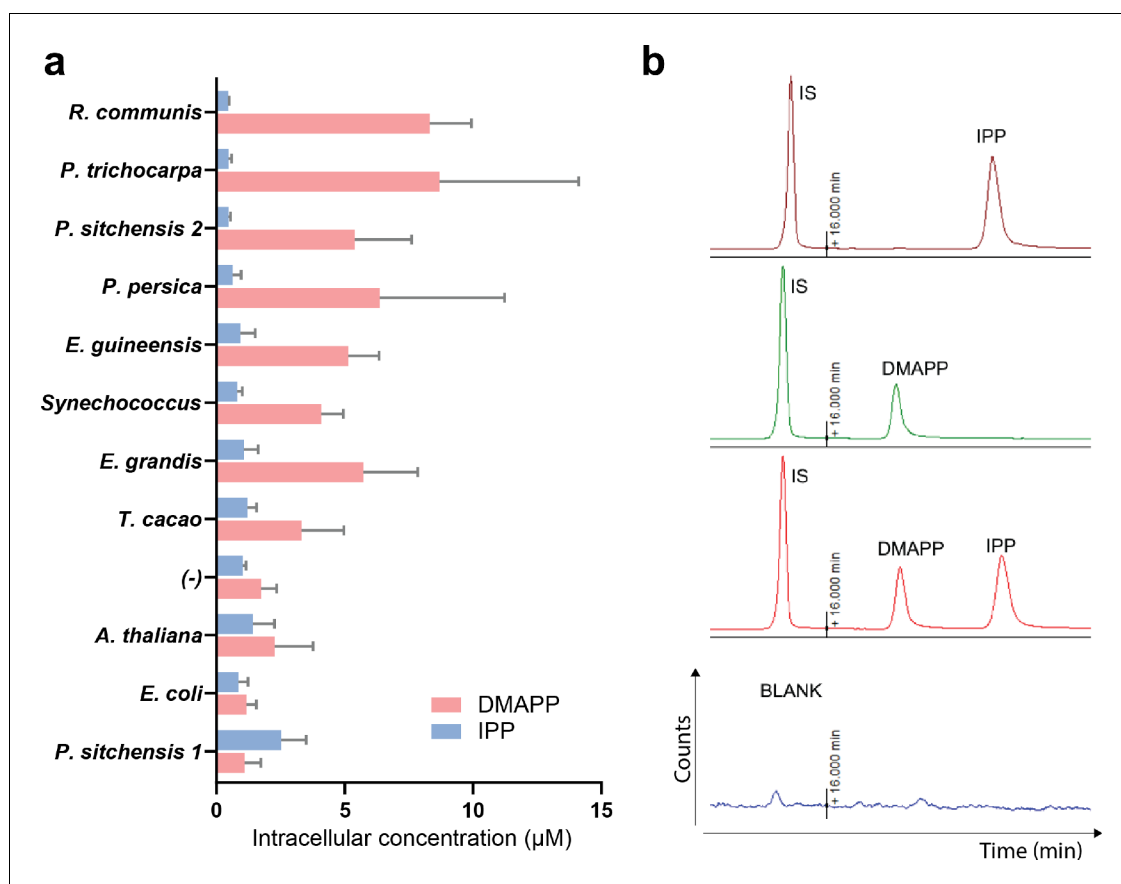 a
R. communis
P. trichocarpa
P. sitchensis 2
P. persica
E. guineensis
Synechococcus
E. grandis
T. cacao
(-)
A. thaliana
E. coli
P. sitchensis 1
DMAPP
IPP
0 5 10 15
Intracellular concentration (µM)
b
IS
IPP
+ 16.000 min
IS
DMAPP
+ 16.000 min
IS
DMAPP IPP
+ 16.000 min
BLANK
+ 16.000 min
Counts
Time (min)